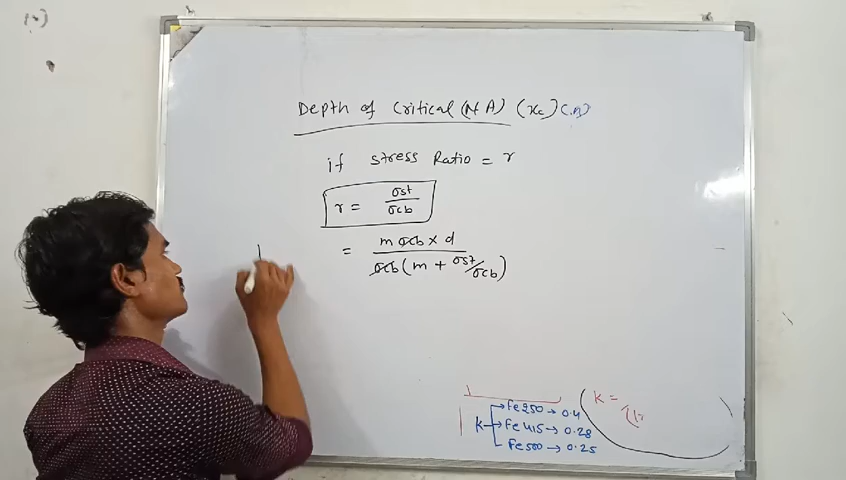 Depth of Critical (N A) (xc)
if stress Ratio = r
r = σst/σcb
= m σcb x d / σcb (m + σst/σcb)
Fe250 → 0.4
K → Fe415 → 0.28
Fe500 → 0.25
K =